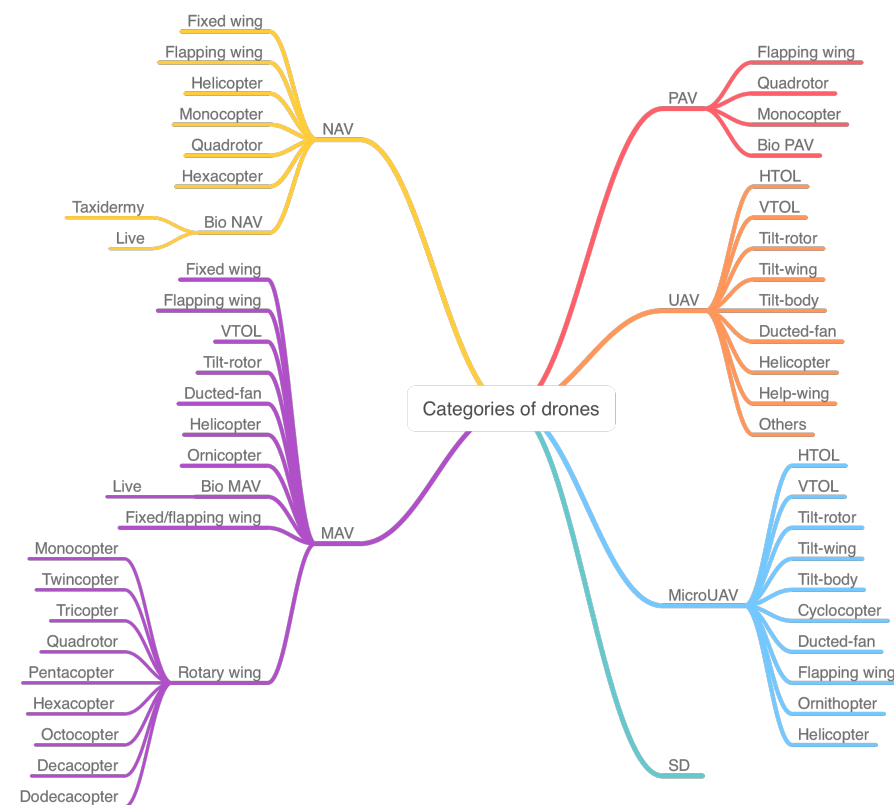 Categories of drones
NAV
Fixed wing
Flapping wing
Helicopter
Monocopter
Quadrotor
Hexacopter
Bio NAV
Taxidermy
Live
MAV
Fixed wing
Flapping wing
VTOL
Tilt-rotor
Ducted-fan
Helicopter
Ornicopter
Bio MAV
Live
Fixed/flapping wing
Rotary wing
Monocopter
Twincopter
Tricopter
Quadrotor
Pentacopter
Hexacopter
Octocopter
Decacopter
Dodecacopter
PAV
Flapping wing
Quadrotor
Monocopter
Bio PAV
UAV
HTOL
VTOL
Tilt-rotor
Tilt-wing
Tilt-body
Ducted-fan
Helicopter
Help-wing
Others
MicroUAV
HTOL
VTOL
Tilt-rotor
Tilt-wing
Tilt-body
Cyclocopter
Ducted-fan
Flapping wing
Ornithopter
Helicopter
SD